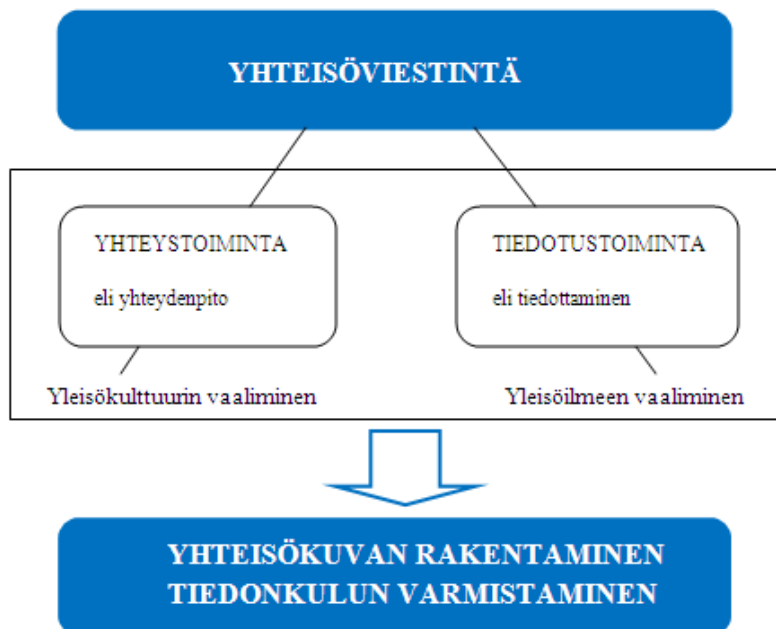 YHTEISÖVIESTINTÄ
YHTEYSTOIMINTA
eli yhteydenpito
TIEDOTUSTOIMINTA
eli tiedottaminen
Yleisökulttuurin vaaliminen
Yleisöilmeen vaaliminen
YHTEISÖKUVAN RAKENTAMINEN
TIEDONKULUN VARMISTAMINEN